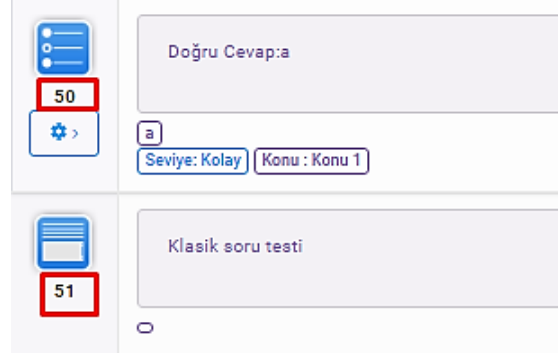 Doğru Cevap:a
50
a
Seviye: Kolay Konu : Konu 1
Klasik soru testi
51